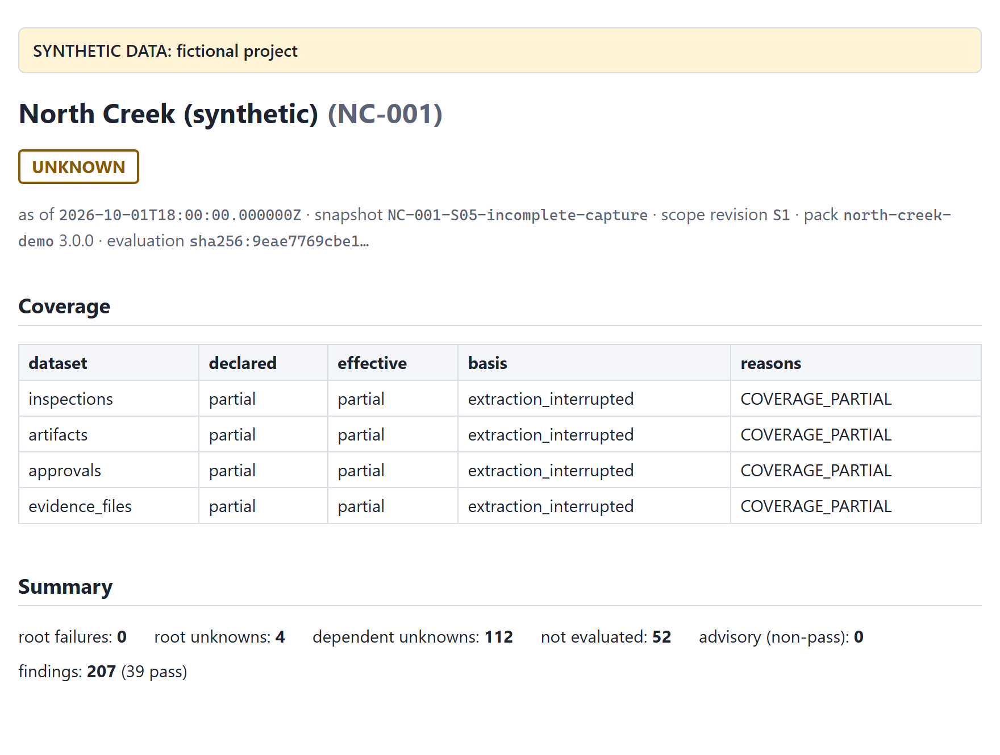 SYNTHETIC DATA: fictional project
North Creek (synthetic) (NC-001)
UNKNOWN
as of 2026-10-01T18:00:00.000000Z · snapshot NC-001-S05-incomplete-capture · scope revision S1 · pack north-creek-
demo 3.0.0 · evaluation sha256:9eae7769cbe1…
Coverage
dataset declared effective basis reasons
inspections partial partial extraction_interrupted COVERAGE_PARTIAL
artifacts partial partial extraction_interrupted COVERAGE_PARTIAL
approvals partial partial extraction_interrupted COVERAGE_PARTIAL
evidence_files partial partial extraction_interrupted COVERAGE_PARTIAL
Summary
root failures: 0 root unknowns: 4 dependent unknowns: 112 not evaluated: 52 advisory (non-pass): 0
findings: 207 (39 pass)